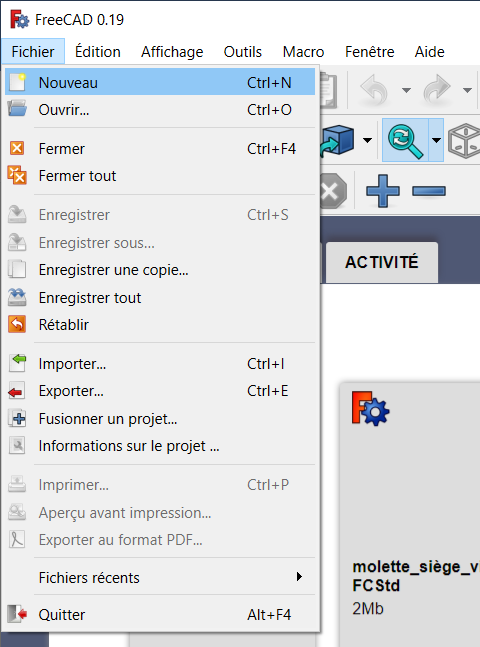 FreeCAD 0.19
Fichier Édition Affichage Outils Macro Fenêtre Aide
Nouveau Ctrl+N
Ouvrir... Ctrl+O
Fermer Ctrl+F4
Fermer tout
Enregistrer Ctrl+S
Enregistrer sous...
Enregistrer une copie...
Enregistrer tout
Rétablir
Importer... Ctrl+I
Exporter... Ctrl+E
Fusionner un projet...
Informations sur le projet ...
Imprimer... Ctrl+P
Aperçu avant impression...
Exporter au format PDF...
Fichiers récents
Quitter Alt+F4
ACTIVITÉ
molette_siège_v
FCStd
2Mb